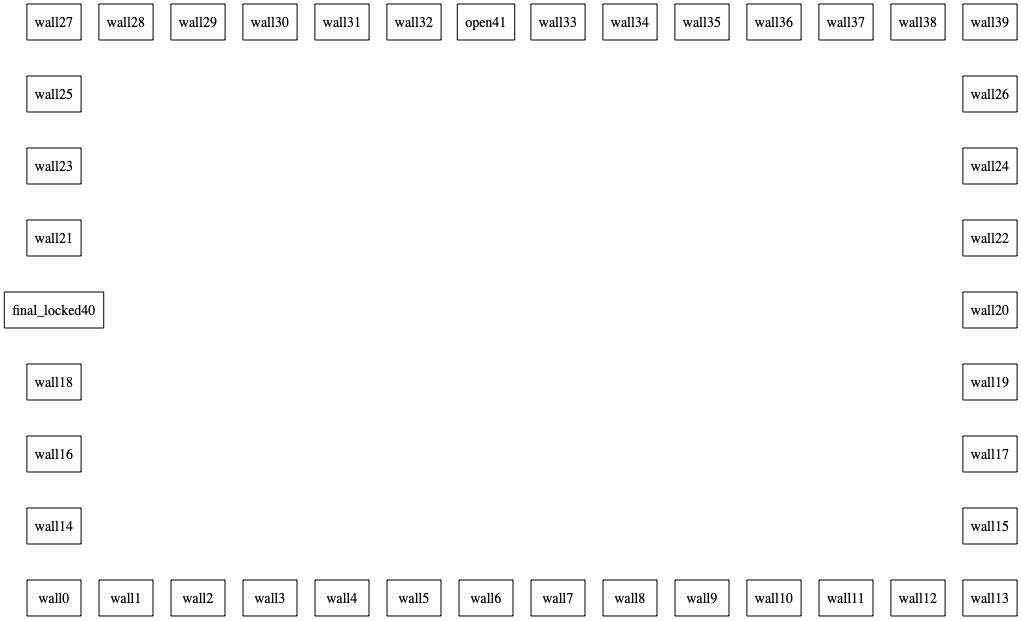 wall27 wall28 wall29 wall30 wall31 wall32 open41 wall33 wall34 wall35 wall36 wall37 wall38 wall39
wall25 wall26
wall23 wall24
wall21 wall22
final_locked40 wall20
wall18 wall19
wall16 wall17
wall14 wall15
wall0 wall1 wall2 wall3 wall4 wall5 wall6 wall7 wall8 wall9 wall10 wall11 wall12 wall13